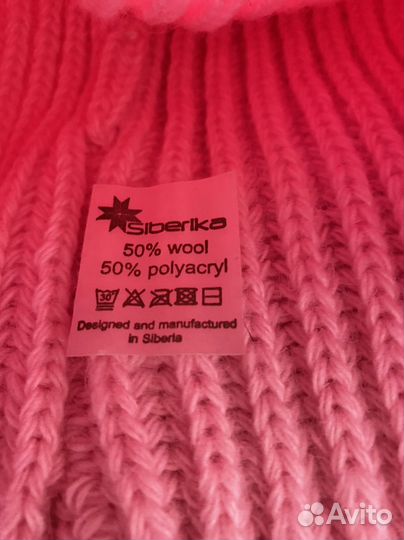 Siberika
50% wool
50% polyacryl
30
Designed and manufactured
in Siberia
Avito